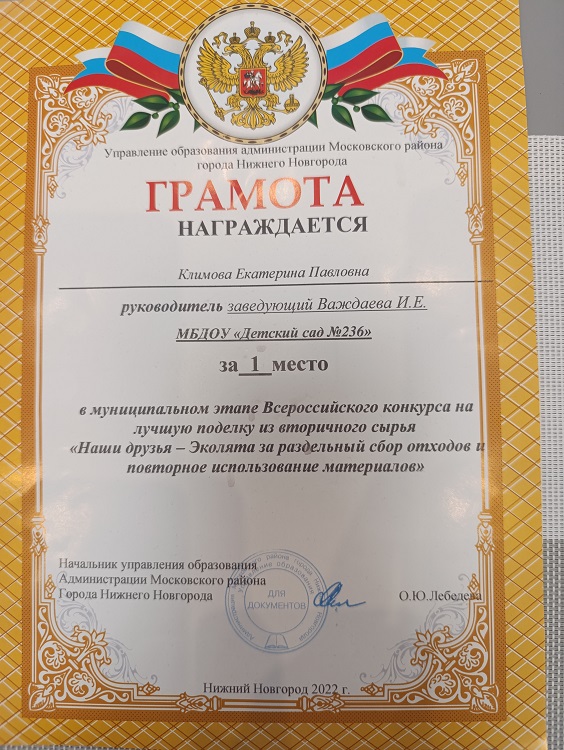 Управление образования администрации Московского района
города Нижнего Новгорода
ГРАМОТА
НАГРАЖДАЕТСЯ
Климова Екатерина Павловна
руководитель заведующий Важдаева И.Е.
МБДОУ «Детский сад №236»
за 1 место
в муниципальном этапе Всероссийского конкурса на
лучшую поделку из вторичного сырья
«Наши друзья – Эколята за раздельный сбор отходов и
повторное использование материалов»
Начальник управления образования
Администрации Московского района
Города Нижнего Новгорода
О.Ю.Лебедева
ДЛЯ
ДОКУМЕНТОВ
Нижний Новгород 2022 г.